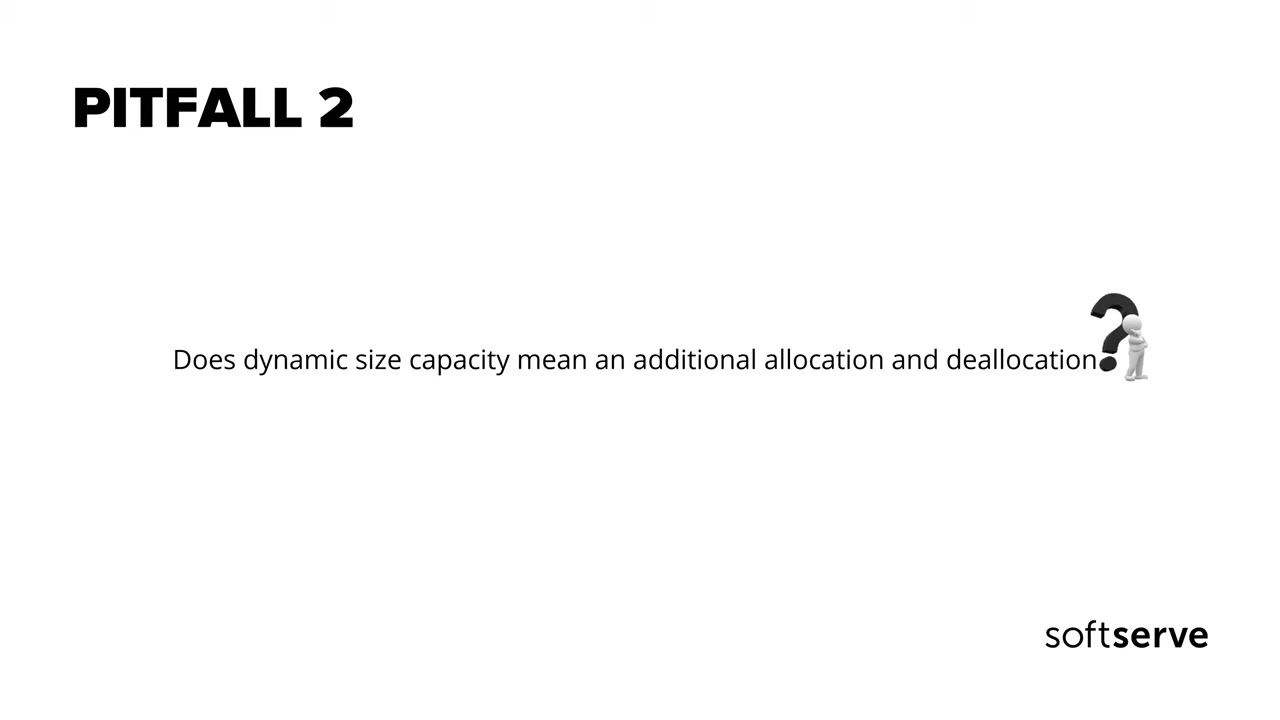 PITFALL 2
Does dynamic size capacity mean an additional allocation and deallocation?
softserve